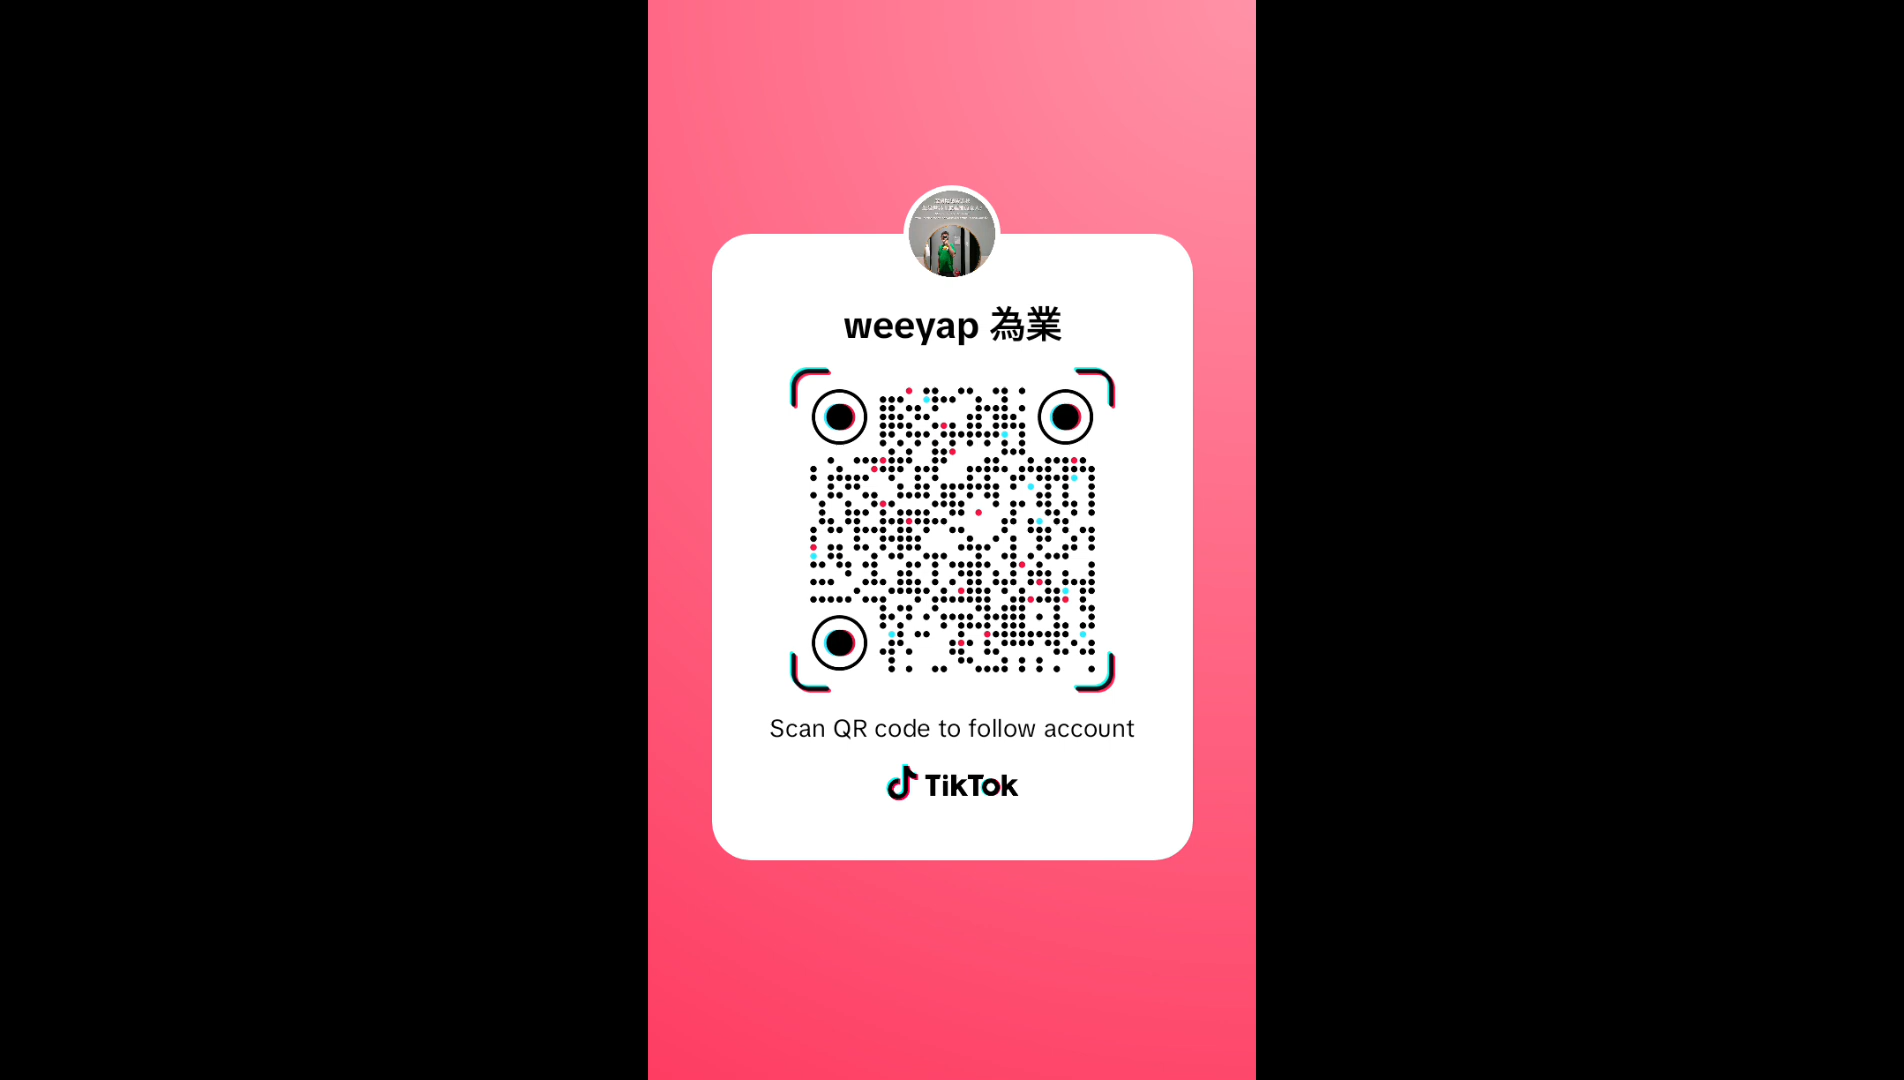 weeyap 為業
Scan QR code to follow account
TikTok